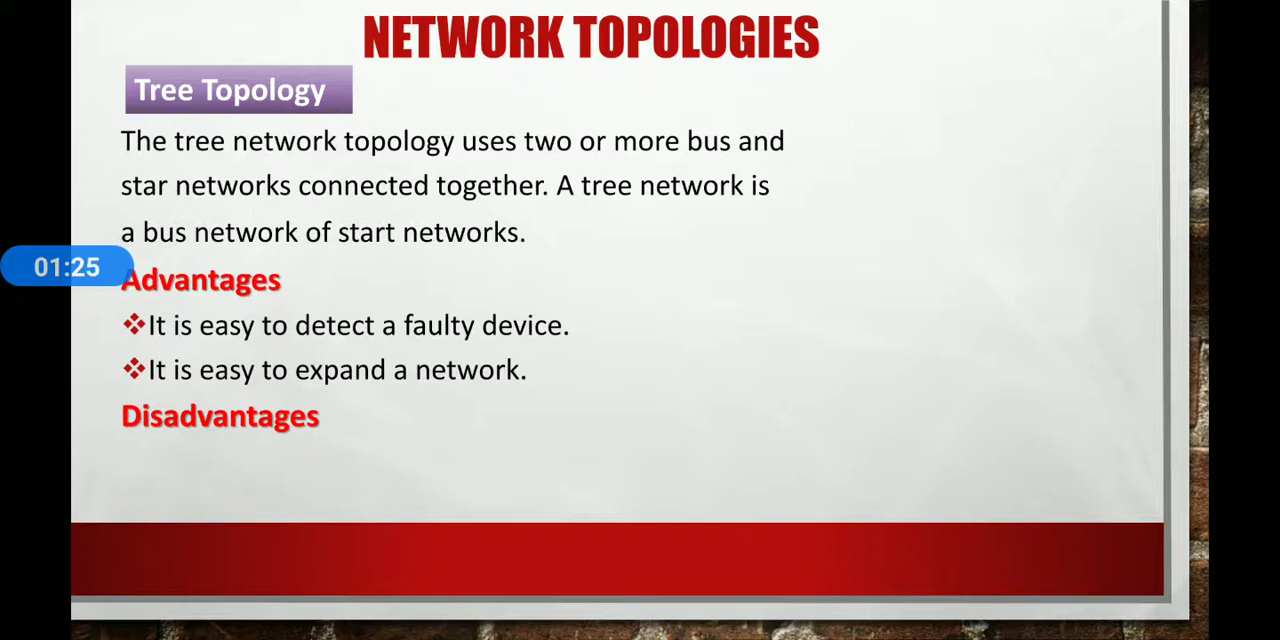 NETWORK TOPOLOGIES
Tree Topology
The tree network topology uses two or more bus and
star networks connected together. A tree network is
a bus network of start networks.
01:25
Advantages
It is easy to detect a faulty device.
It is easy to expand a network.
Disadvantages